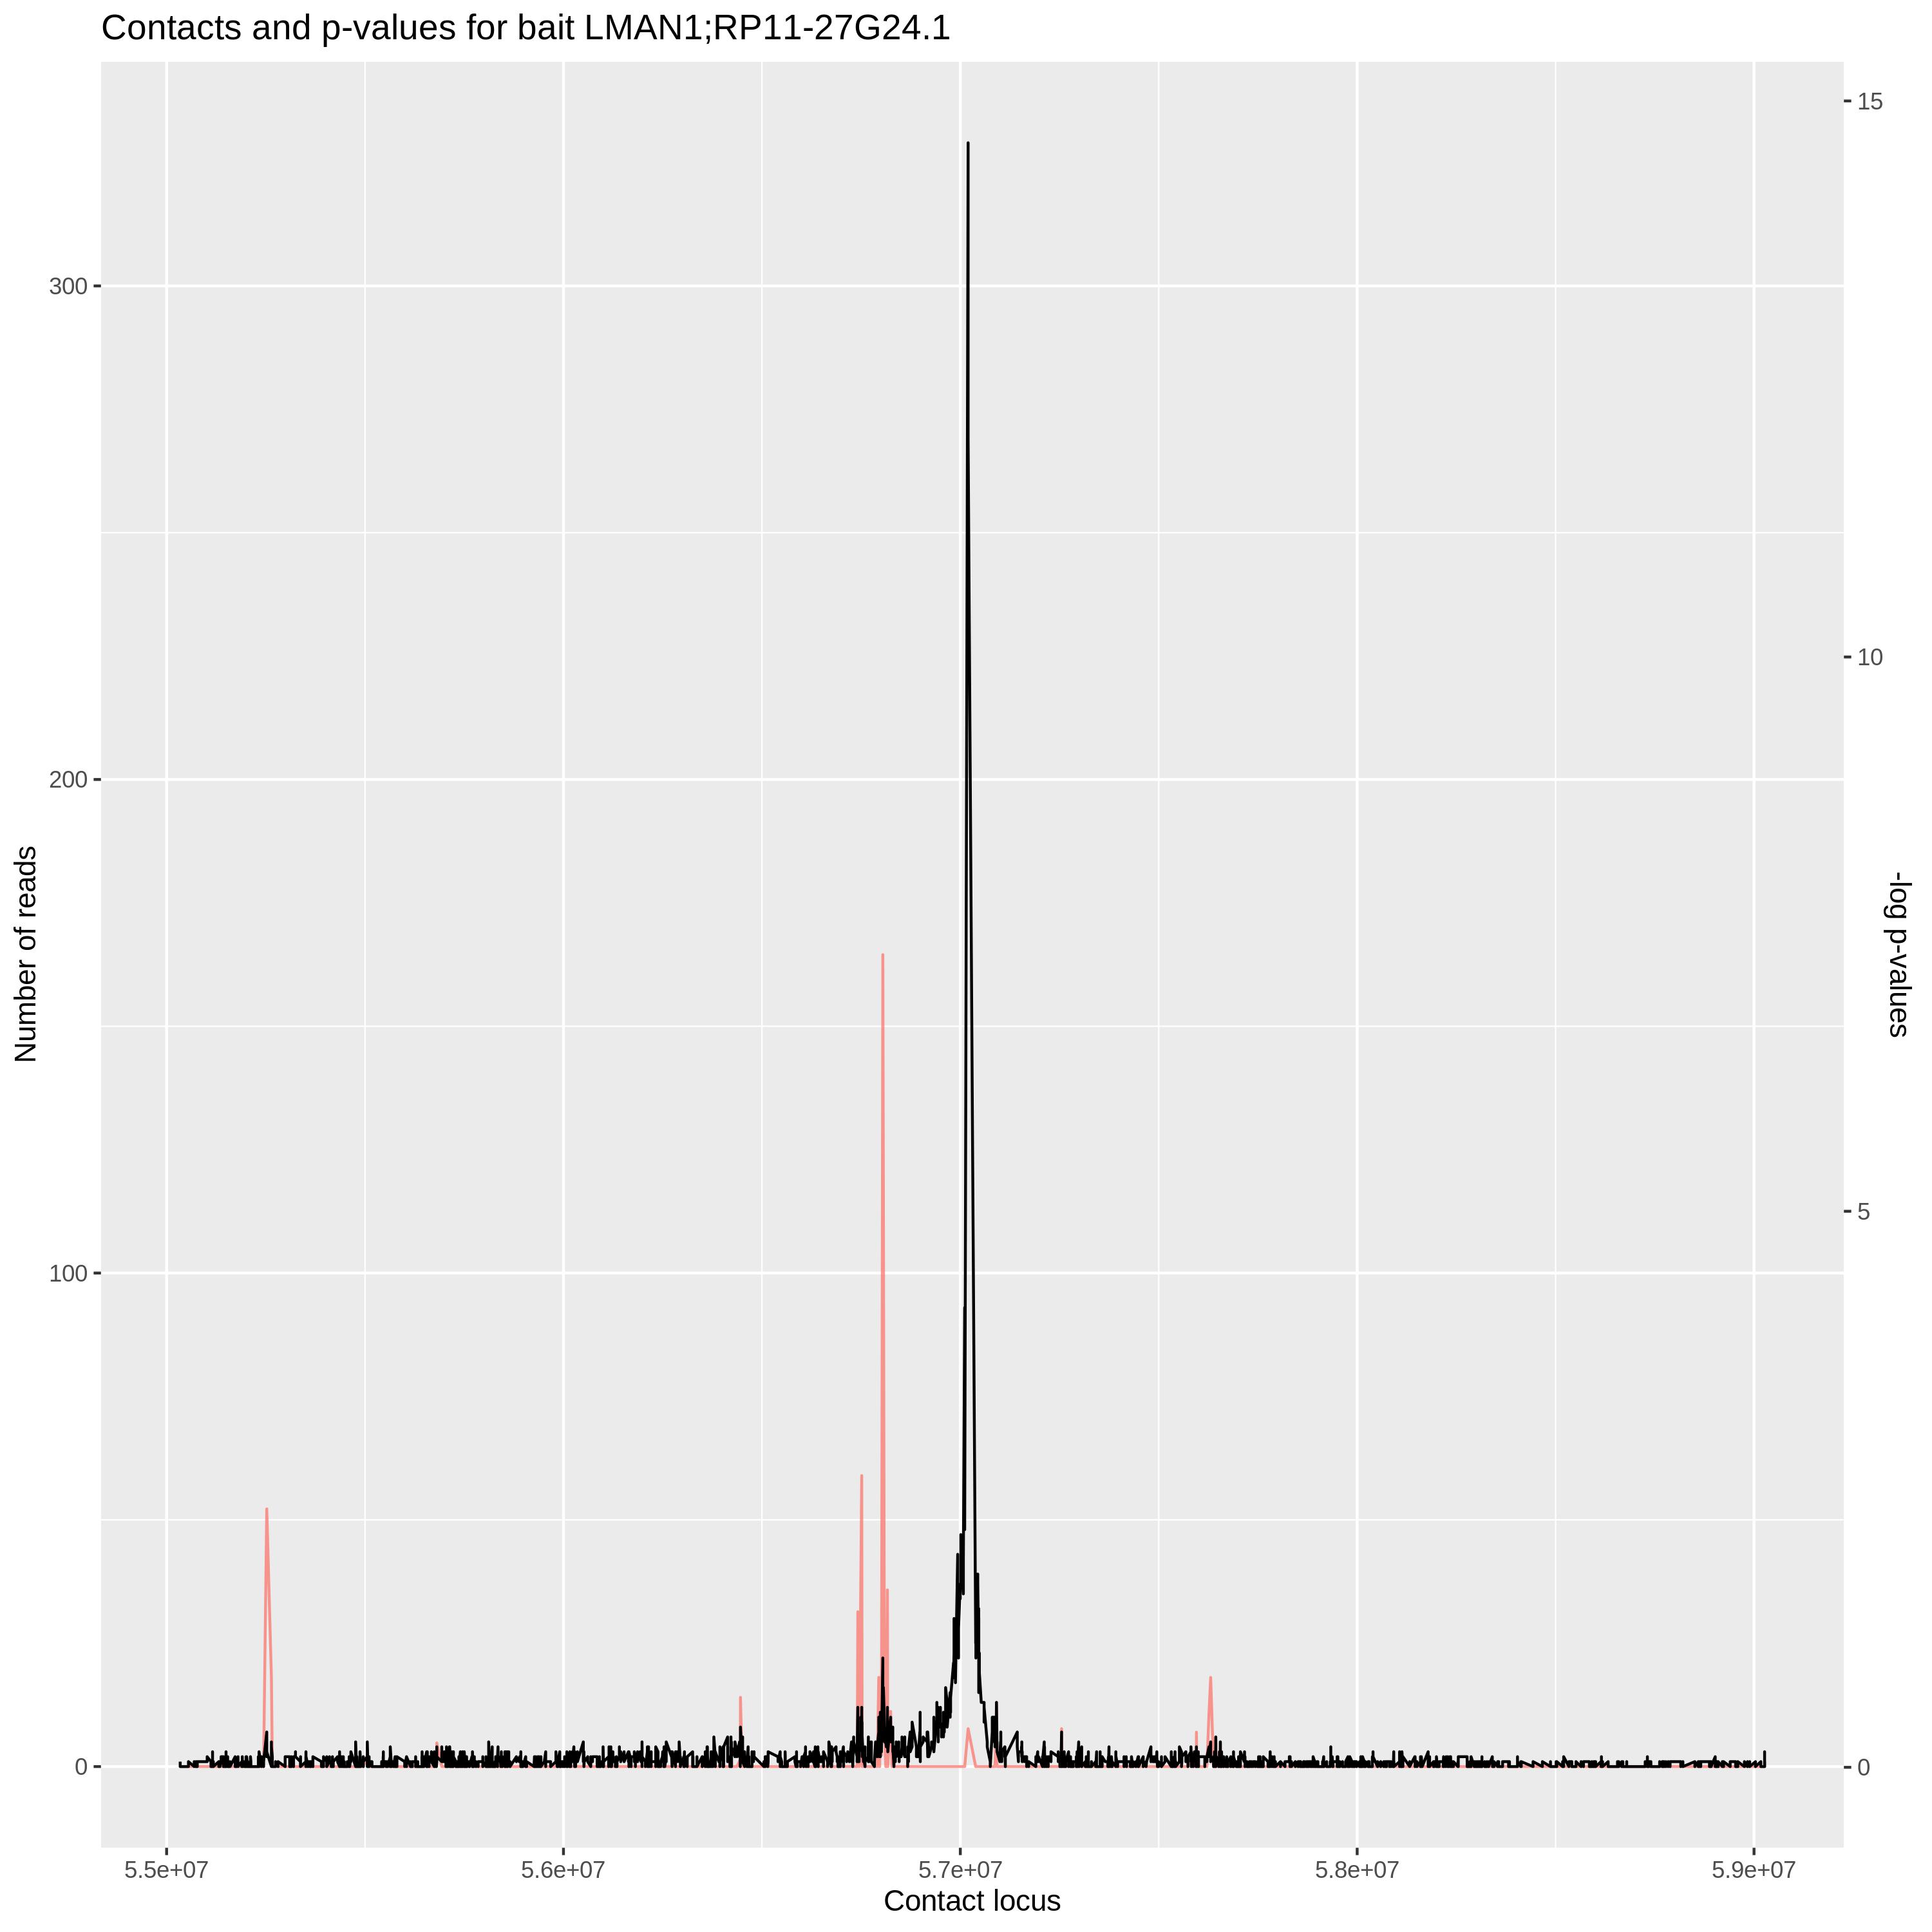 Contacts and p-values for bait LMAN1;RP11-27G24.1
15
300
10
200
Number of reads
-log p-values
5
100
0
0
5.5e+07
5.6e+07
5.7e+07
5.8e+07
5.9e+07
Contact locus